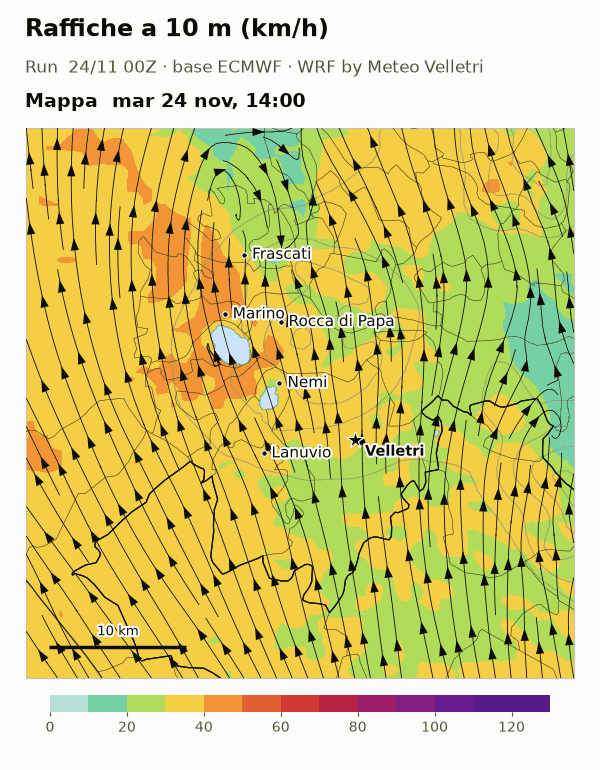 Raffiche a 10 m (km/h)
Run  24/11 00Z · base ECMWF · WRF by Meteo Velletri
Mappa  mar 24 nov, 14:00
Frascati
Marino
Rocca di Papa
Nemi
Lanuvio
Velletri
10 km
0 20 40 60 80 100 120